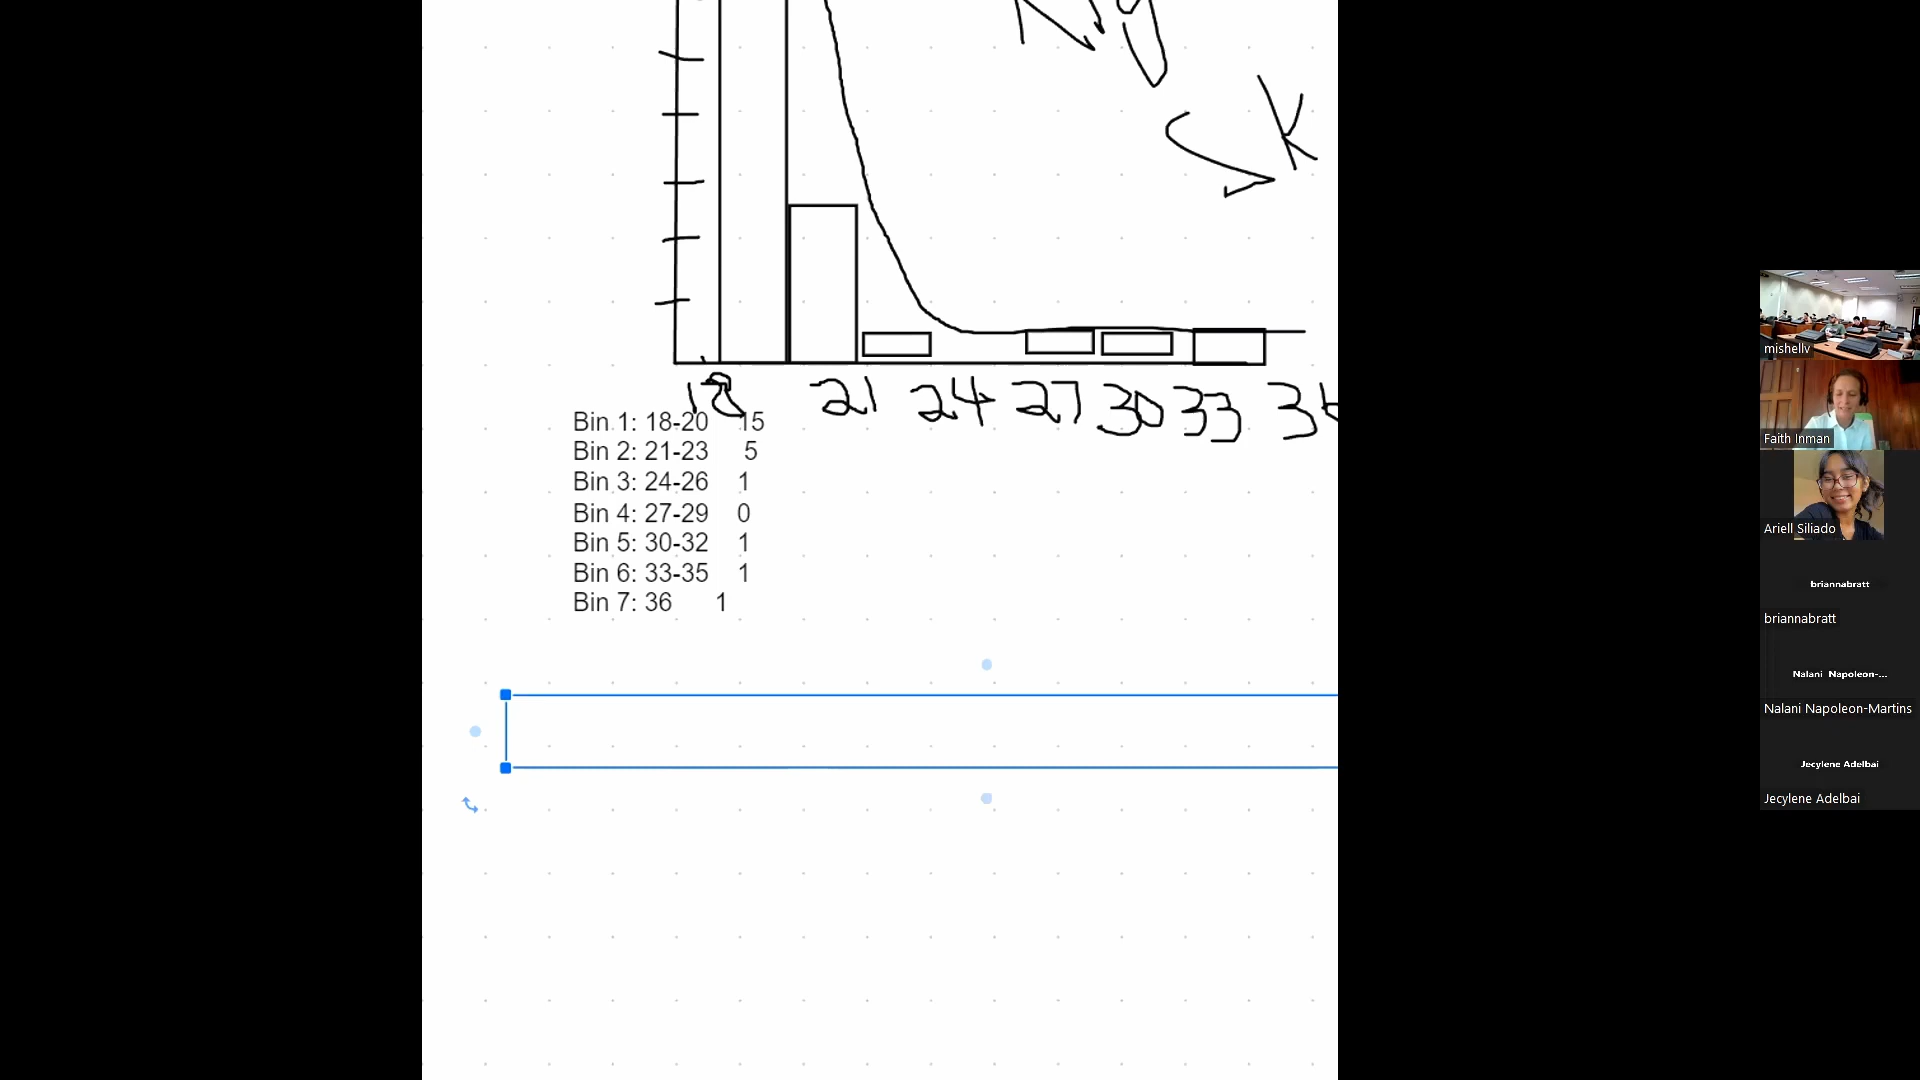 K
18 21 24 27 30 33
Bin 1: 18-20 15
Bin 2: 21-23 5
Bin 3: 24-26 1
Bin 4: 27-29 0
Bin 5: 30-32 1
Bin 6: 33-35 1
Bin 7: 36 1
mishellv
Faith Inman
Ariell Siliado
briannabratt
briannabratt
Nalani Napoleon-...
Nalani Napoleon-Martins
Jecylene Adelbai
Jecylene Adelbai